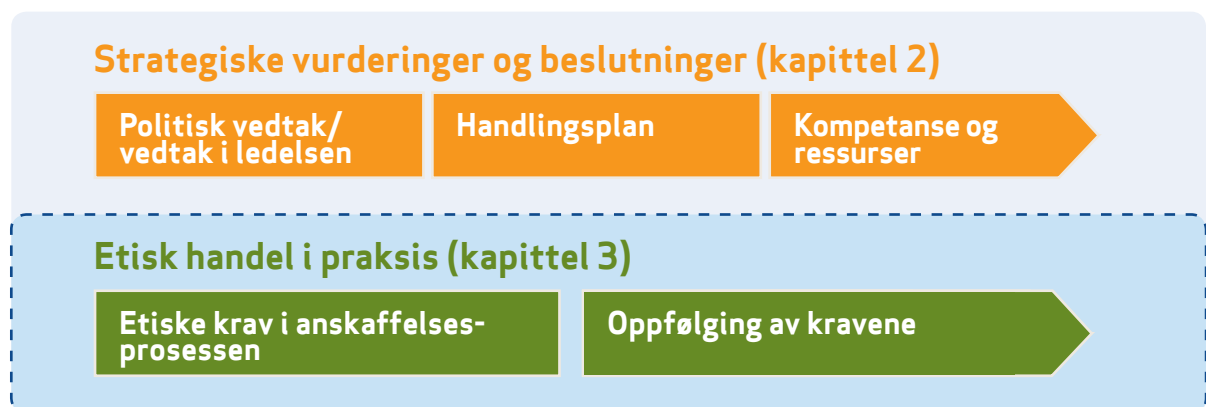 Strategiske vurderinger og beslutninger (kapittel 2)
Politisk vedtak/
vedtak i ledelsen
Handlingsplan
Kompetanse og
ressurser
Etisk handel i praksis (kapittel 3)
Etiske krav i anskaffelses-
prosessen
Oppfølging av kravene